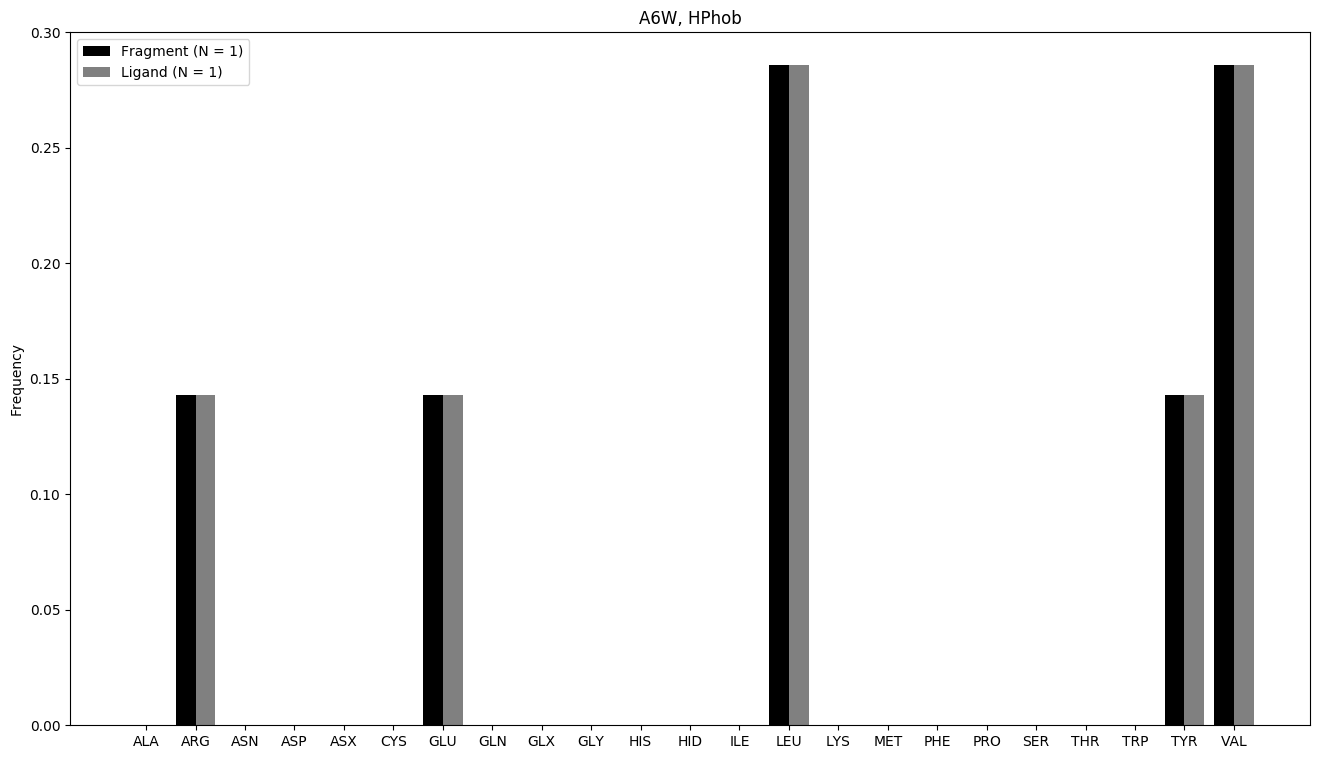 A6W, HPhob
Fragment (N = 1)
Ligand (N = 1)
Frequency
0.30
0.25
0.20
0.15
0.10
0.05
0.00
ALA ARG ASN ASP ASX CYS GLU GLN GLX GLY HIS HID ILE LEU LYS MET PHE PRO SER THR TRP TYR VAL